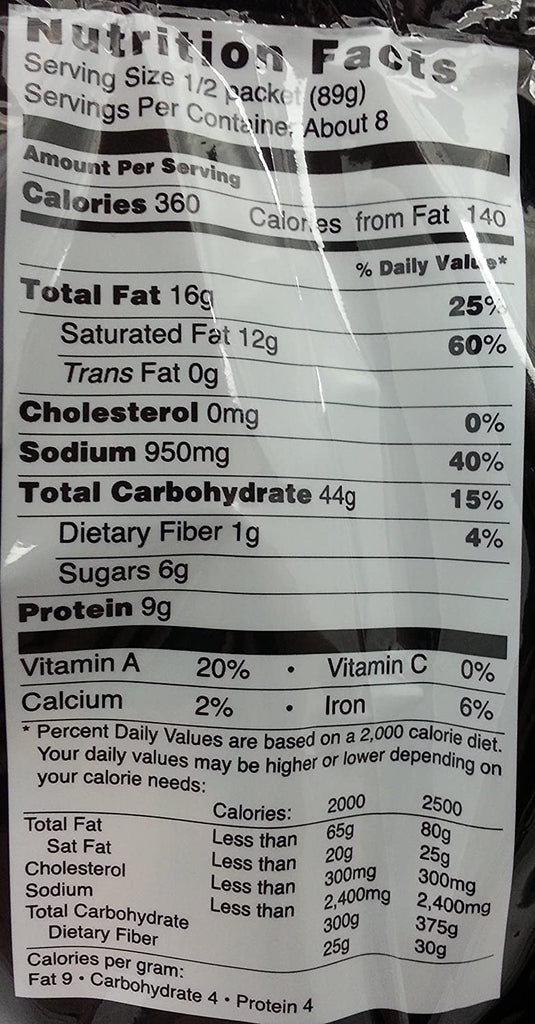 Nutrition Facts
Serving Size 1/2 packet (89g)
Servings Per Container About 8
Amount Per Serving
Calories 360 Calories from Fat 140
% Daily Value*
Total Fat 16g 25%
Saturated Fat 12g 60%
Trans Fat 0g
Cholesterol 0mg 0%
Sodium 950mg 40%
Total Carbohydrate 44g 15%
Dietary Fiber 1g 4%
Sugars 6g
Protein 9g
Vitamin A 20% • Vitamin C 0%
Calcium 2% • Iron 6%
* Percent Daily Values are based on a 2,000 calorie diet.
Your daily values may be higher or lower depending on
your calorie needs:
Calories: 2000 2500
Total Fat Less than 65g 80g
Sat Fat Less than 20g 25g
Cholesterol Less than 300mg 300mg
Sodium Less than 2,400mg 2,400mg
Total Carbohydrate 300g 375g
Dietary Fiber 25g 30g
Calories per gram:
Fat 9 • Carbohydrate 4 • Protein 4